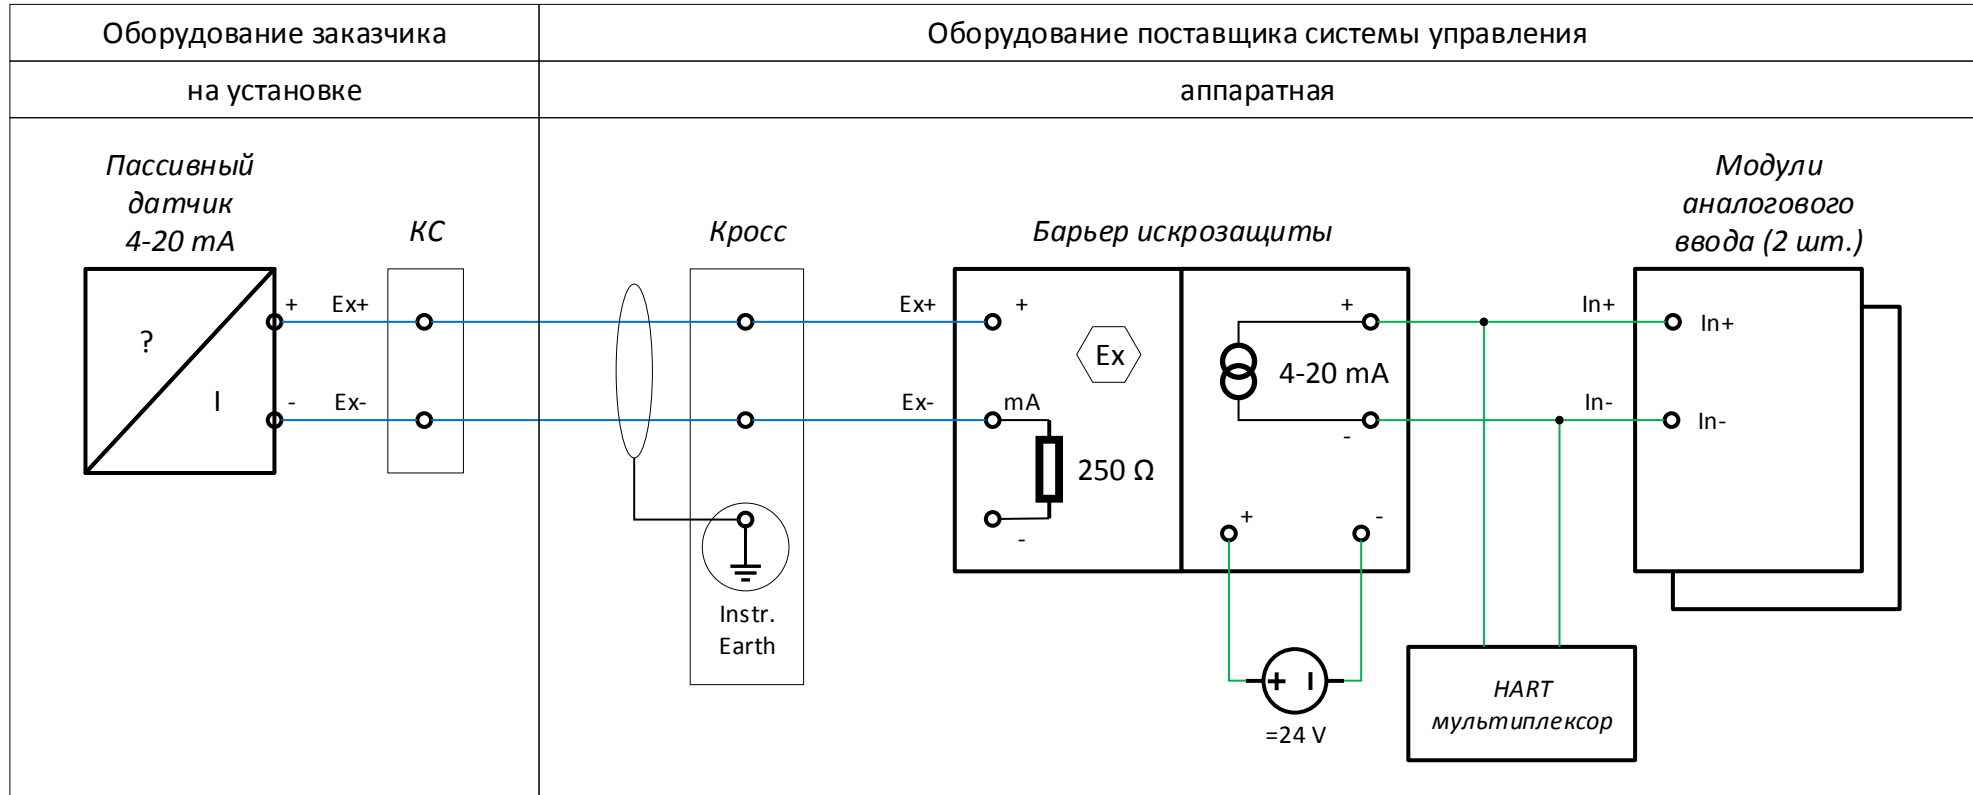 Оборудование заказчика
Оборудование поставщика системы управления
на установке
аппаратная
Пассивный
датчик
4-20 mA
КС
Кросс
Барьер искрозащиты
Модули
аналогового
ввода (2 шт.)
+
Ex+
Ex+
+
+
In+
In+
?
Ex
4-20 mA
I
-
Ex-
Ex-
mA
-
In-
In-
250 Ω
-
+
-
Instr.
Earth
+
I
=24 V
HART
мультиплексор